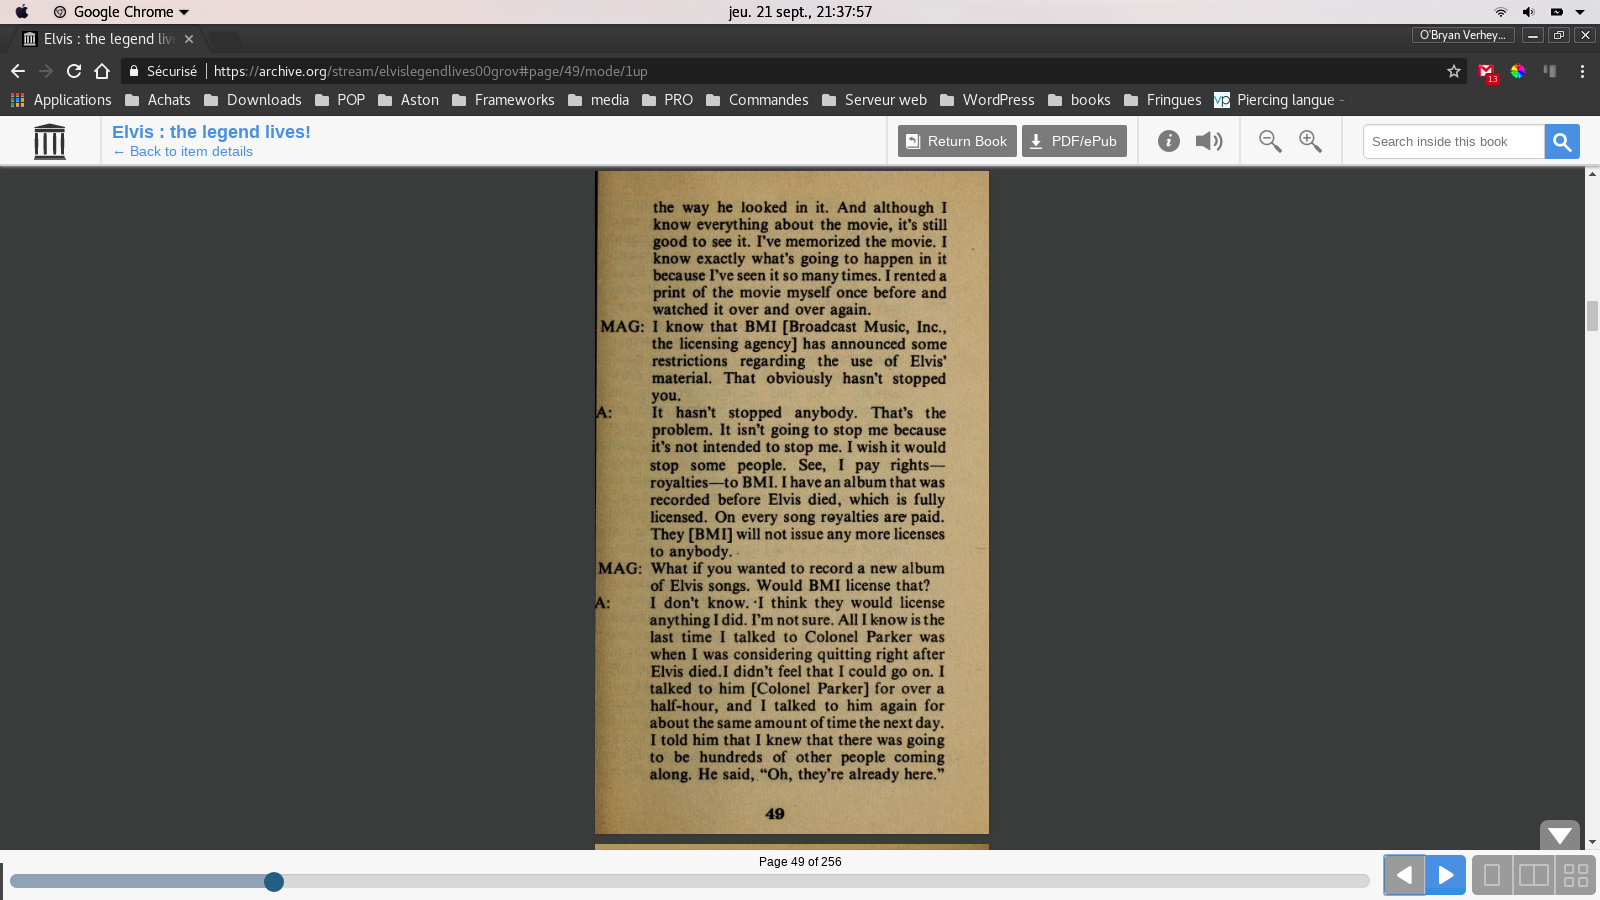 Google Chrome
jeu. 21 sept., 21:37:57
Elvis : the legend live
O'Bryan Verhey...
Sécurisé
https://archive.org/stream/elvislegendlives00grov#page/49/mode/1up
13
Applications
Achats
Downloads
POP
Aston
Frameworks
media
PRO
Commandes
Serveur web
WordPress
books
Fringues
vp
Piercing langue -
Elvis : the legend lives!
← Back to item details
Return Book
PDF/ePub
Search inside this book
the way he looked in it. And although I
know everything about the movie, it's still
good to see it. I've memorized the movie. I
know exactly what's going to happen in it
because I've seen it so many times. I rented a
print of the movie myself once before and
watched it over and over again.
MAG: I know that BMI [Broadcast Music, Inc.,
the licensing agency] has announced some
restrictions regarding the use of Elvis'
material. That obviously hasn't stopped
you.
A: It hasn't stopped anybody. That's the
problem. It isn't going to stop me because
it's not intended to stop me. I wish it would
stop some people. See, I pay rights—
royalties—to BMI. I have an album that was
recorded before Elvis died, which is fully
licensed. On every song royalties are paid.
They [BMI] will not issue any more licenses
to anybody.
MAG: What if you wanted to record a new album
of Elvis songs. Would BMI license that?
A: I don't know. I think they would license
anything I did. I'm not sure. All I know is the
last time I talked to Colonel Parker was
when I was considering quitting right after
Elvis died. I didn't feel that I could go on. I
talked to him [Colonel Parker] for over a
half-hour, and I talked to him again for
about the same amount of time the next day.
I told him that I knew that there was going
to be hundreds of other people coming
along. He said, "Oh, they're already here."
49
Page 49 of 256